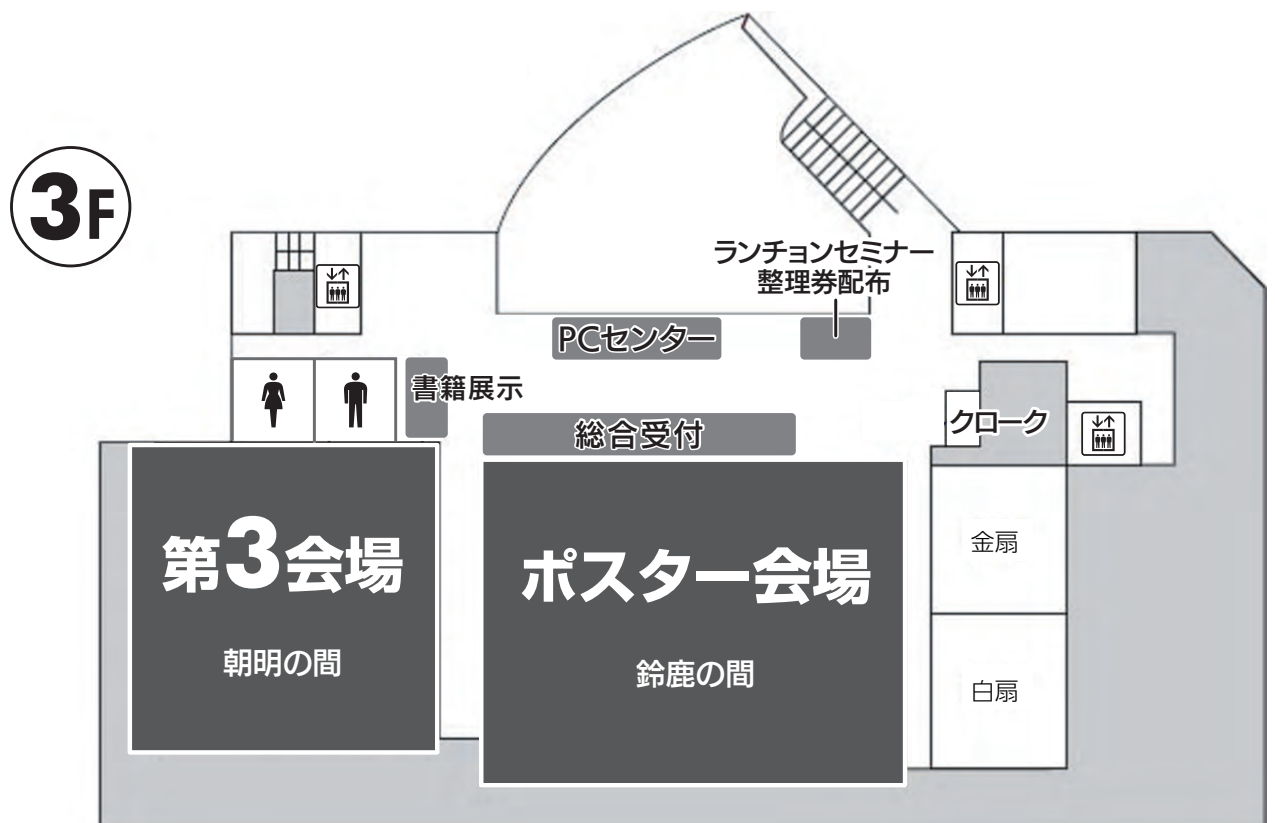 3F
ランチョンセミナー
整理券配布
PCセンター
書籍展示
総合受付
クローク
第3会場
朝明の間
ポスター会場
鈴鹿の間
金扇
白扇